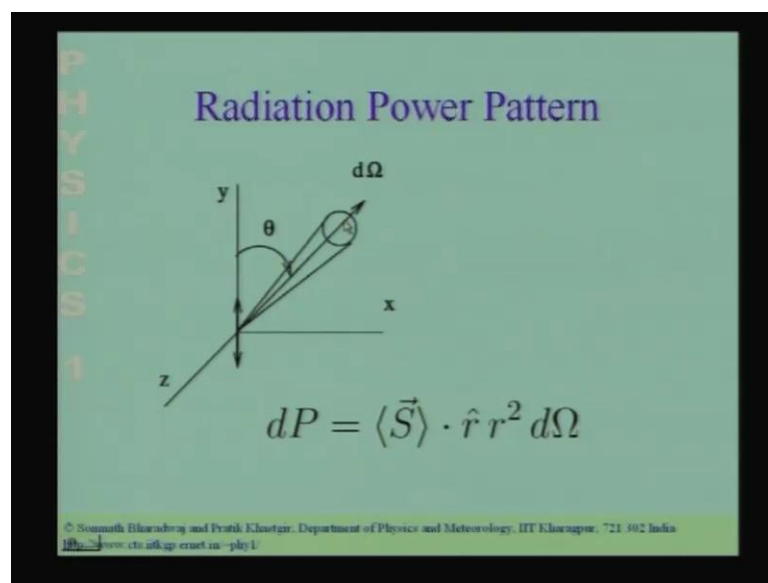 PHYSICS 1
Radiation Power Pattern
dΩ
y
θ
x
z
dP = ⟨S⃗⟩ · r̂ r² dΩ
© Somnath Bharadwaj and Pratik Khastgir, Department of Physics and Meteorology, IIT Kharagpur, 721 302 India
http://www.cts.iitkgp.ernet.in/~phy1/